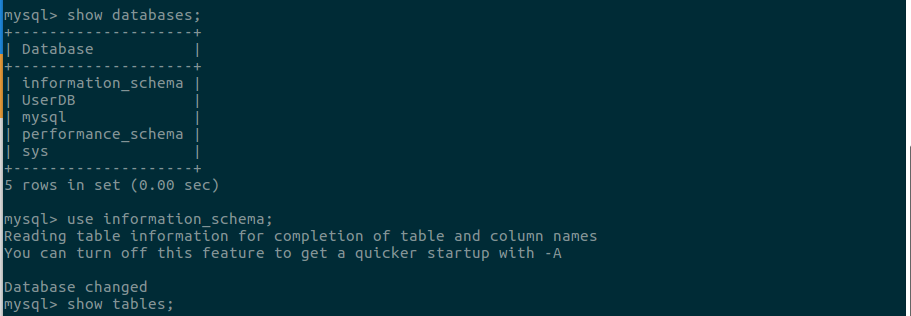 mysql> show databases;
+--------------------+
| Database           |
+--------------------+
| information_schema |
| UserDB             |
| mysql              |
| performance_schema |
| sys                |
+--------------------+
5 rows in set (0.00 sec)

mysql> use information_schema;
Reading table information for completion of table and column names
You can turn off this feature to get a quicker startup with -A

Database changed
mysql> show tables;